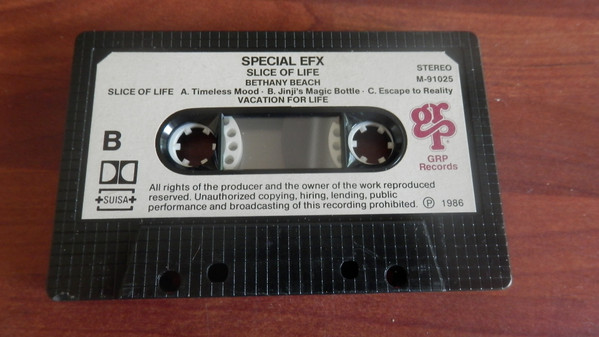 SPECIAL EFX
SLICE OF LIFE
STEREO
M-91025
BETHANY BEACH
SLICE OF LIFE A. Timeless Mood · B. Jinji's Magic Bottle · C. Escape to Reality
VACATION FOR LIFE
B
grp
GRP
Records
SUISA
All rights of the producer and the owner of the work reproduced
reserved. Unauthorized copying, hiring, lending, public
performance and broadcasting of this recording prohibited. Ⓟ 1986